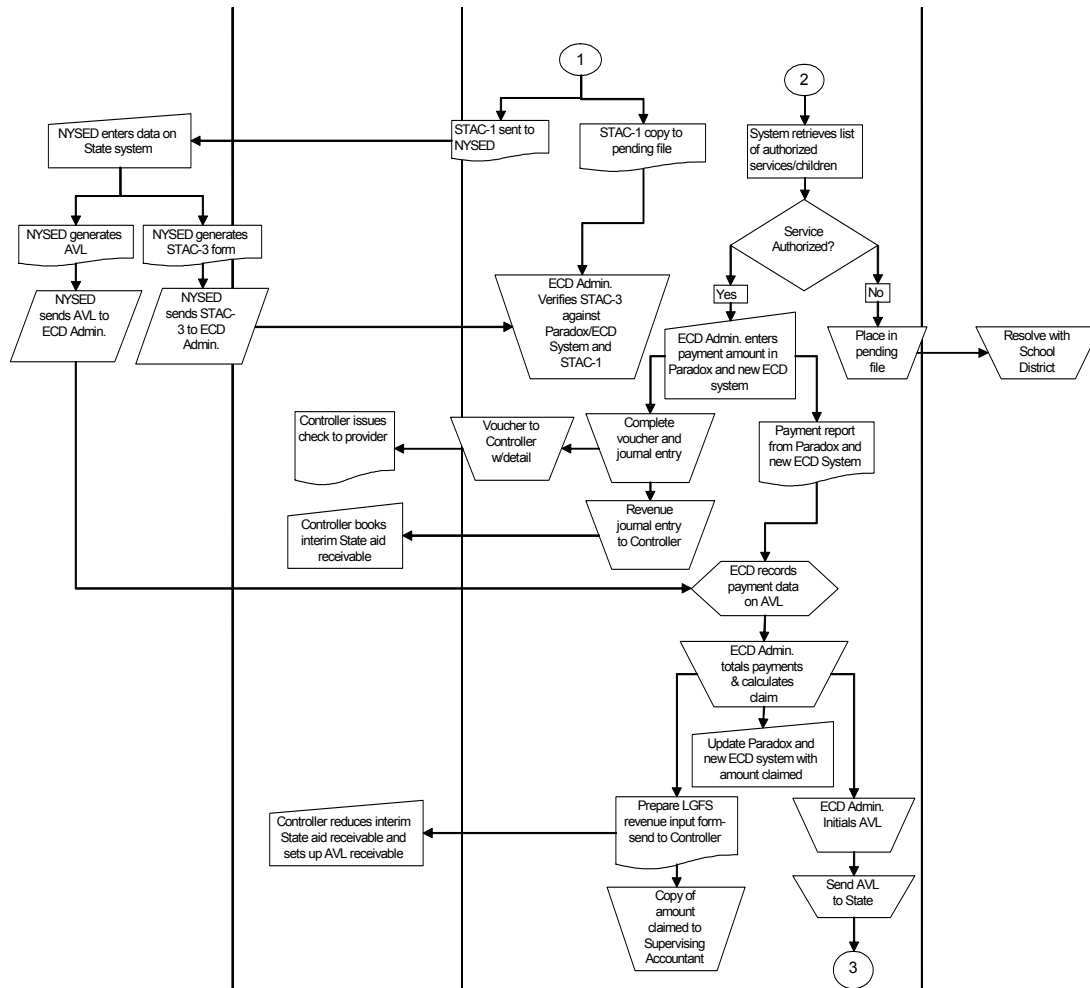 1
2
NYSED enters data on
State system
STAC-1 sent to
NYSED
STAC-1 copy to
pending file
System retrieves list
of authorized
services/children
NYSED generates
AVL
NYSED generates
STAC-3 form
Service
Authorized?
NYSED
sends AVL to
ECD Admin.
NYSED
sends STAC-
3 to ECD
Admin.
ECD Admin.
Verifies STAC-3
against
Paradox/ECD
System and
STAC-1
Yes
No
ECD Admin. enters
payment amount in
Paradox and new ECD
system
Place in
pending
file
Resolve with
School
District
Controller issues
check to provider
Voucher to
Controller
w/detail
Complete
voucher and
journal entry
Payment report
from Paradox and
new ECD System
Controller books
interim State aid
receivable
Revenue
journal entry
to Controller
ECD records
payment data
on AVL
ECD Admin.
totals payments
& calculates
claim
Update Paradox and
new ECD system with
amount claimed
Controller reduces interim
State aid receivable and
sets up AVL receivable
Prepare LGFS
revenue input form-
send to Controller
ECD Admin.
Initials AVL
Copy of
amount
claimed to
Supervising
Accountant
Send AVL
to State
3